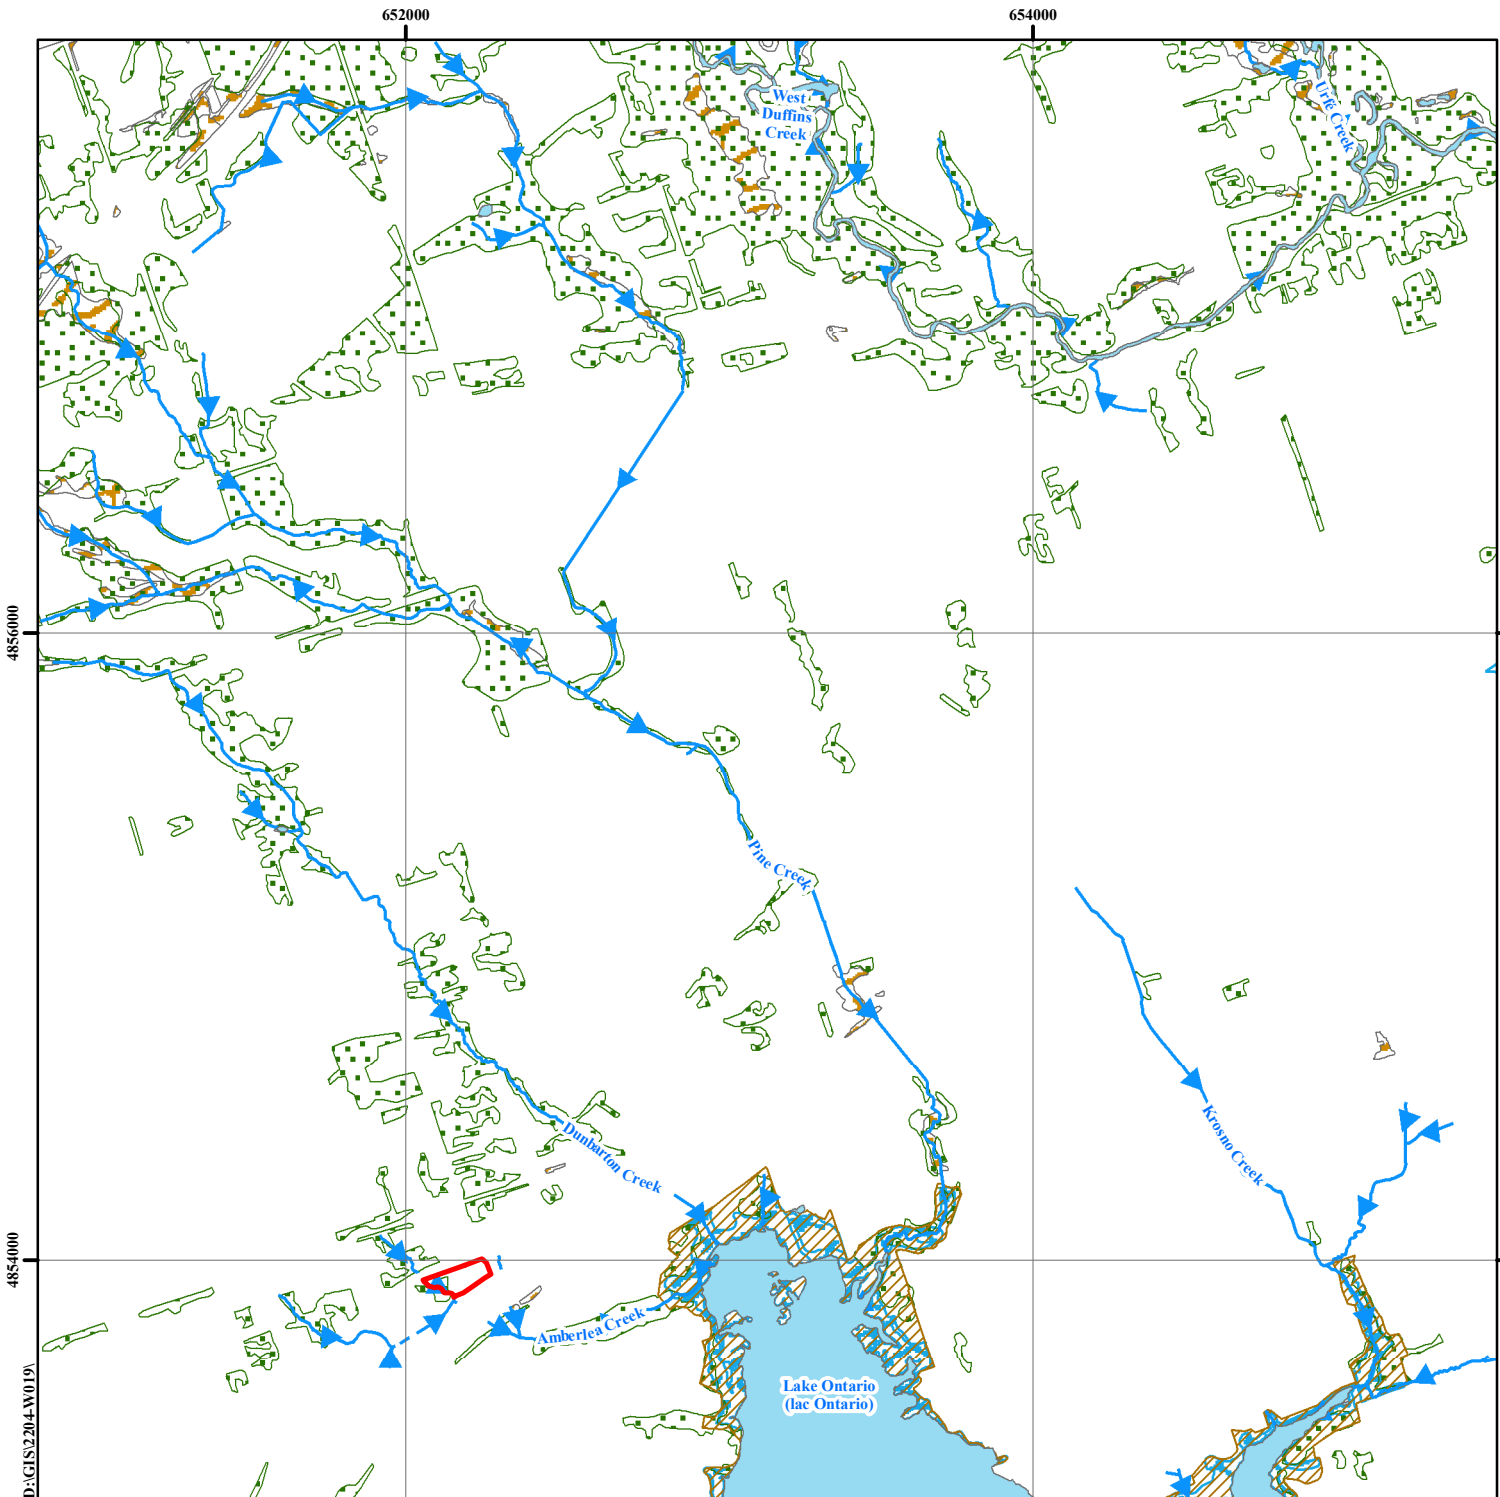 652000
654000
West
Duffins
Creek
Urfe Creek
4856000
Pine Creek
Dunbarton Creek
Krosno Creek
4854000
Amberlea Creek
Lake Ontario
(lac Ontario)
D:\GIS\2204-W019\